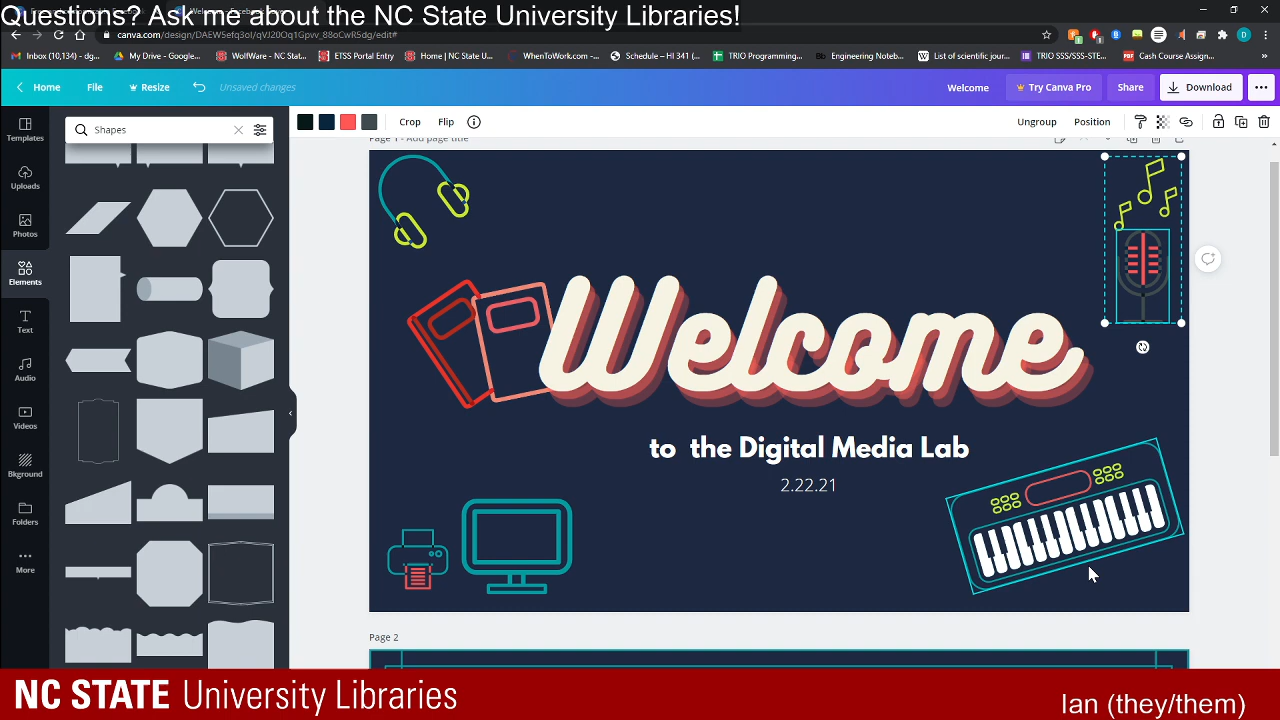 Questions? Ask me about the NC State University Libraries!
canva.com/design/DAEW5efq3oI/qVJ20Oq1Gpvv_88oCwR5dg/edit#
Inbox (10,134) - dg... My Drive - Google... WolfWare - NC Stat... ETSS Portal Entry Home | NC State U... WhenToWork.com -... Schedule – HI 341 (... TRIO Programming... Bb Engineering Noteb... List of scientific jour... TRIO SSS/SSS-STE... Cash Course Assign... »
Home File Resize Unsaved changes Welcome Try Canva Pro Share Download
Crop Flip Ungroup Position
Shapes
Page 1 - Add page title
Templates
Uploads
Photos
Elements
Text
Audio
Videos
Bkground
Folders
More
Welcome
to the Digital Media Lab
2.22.21
Page 2
NC STATE University Libraries
Ian (they/them)